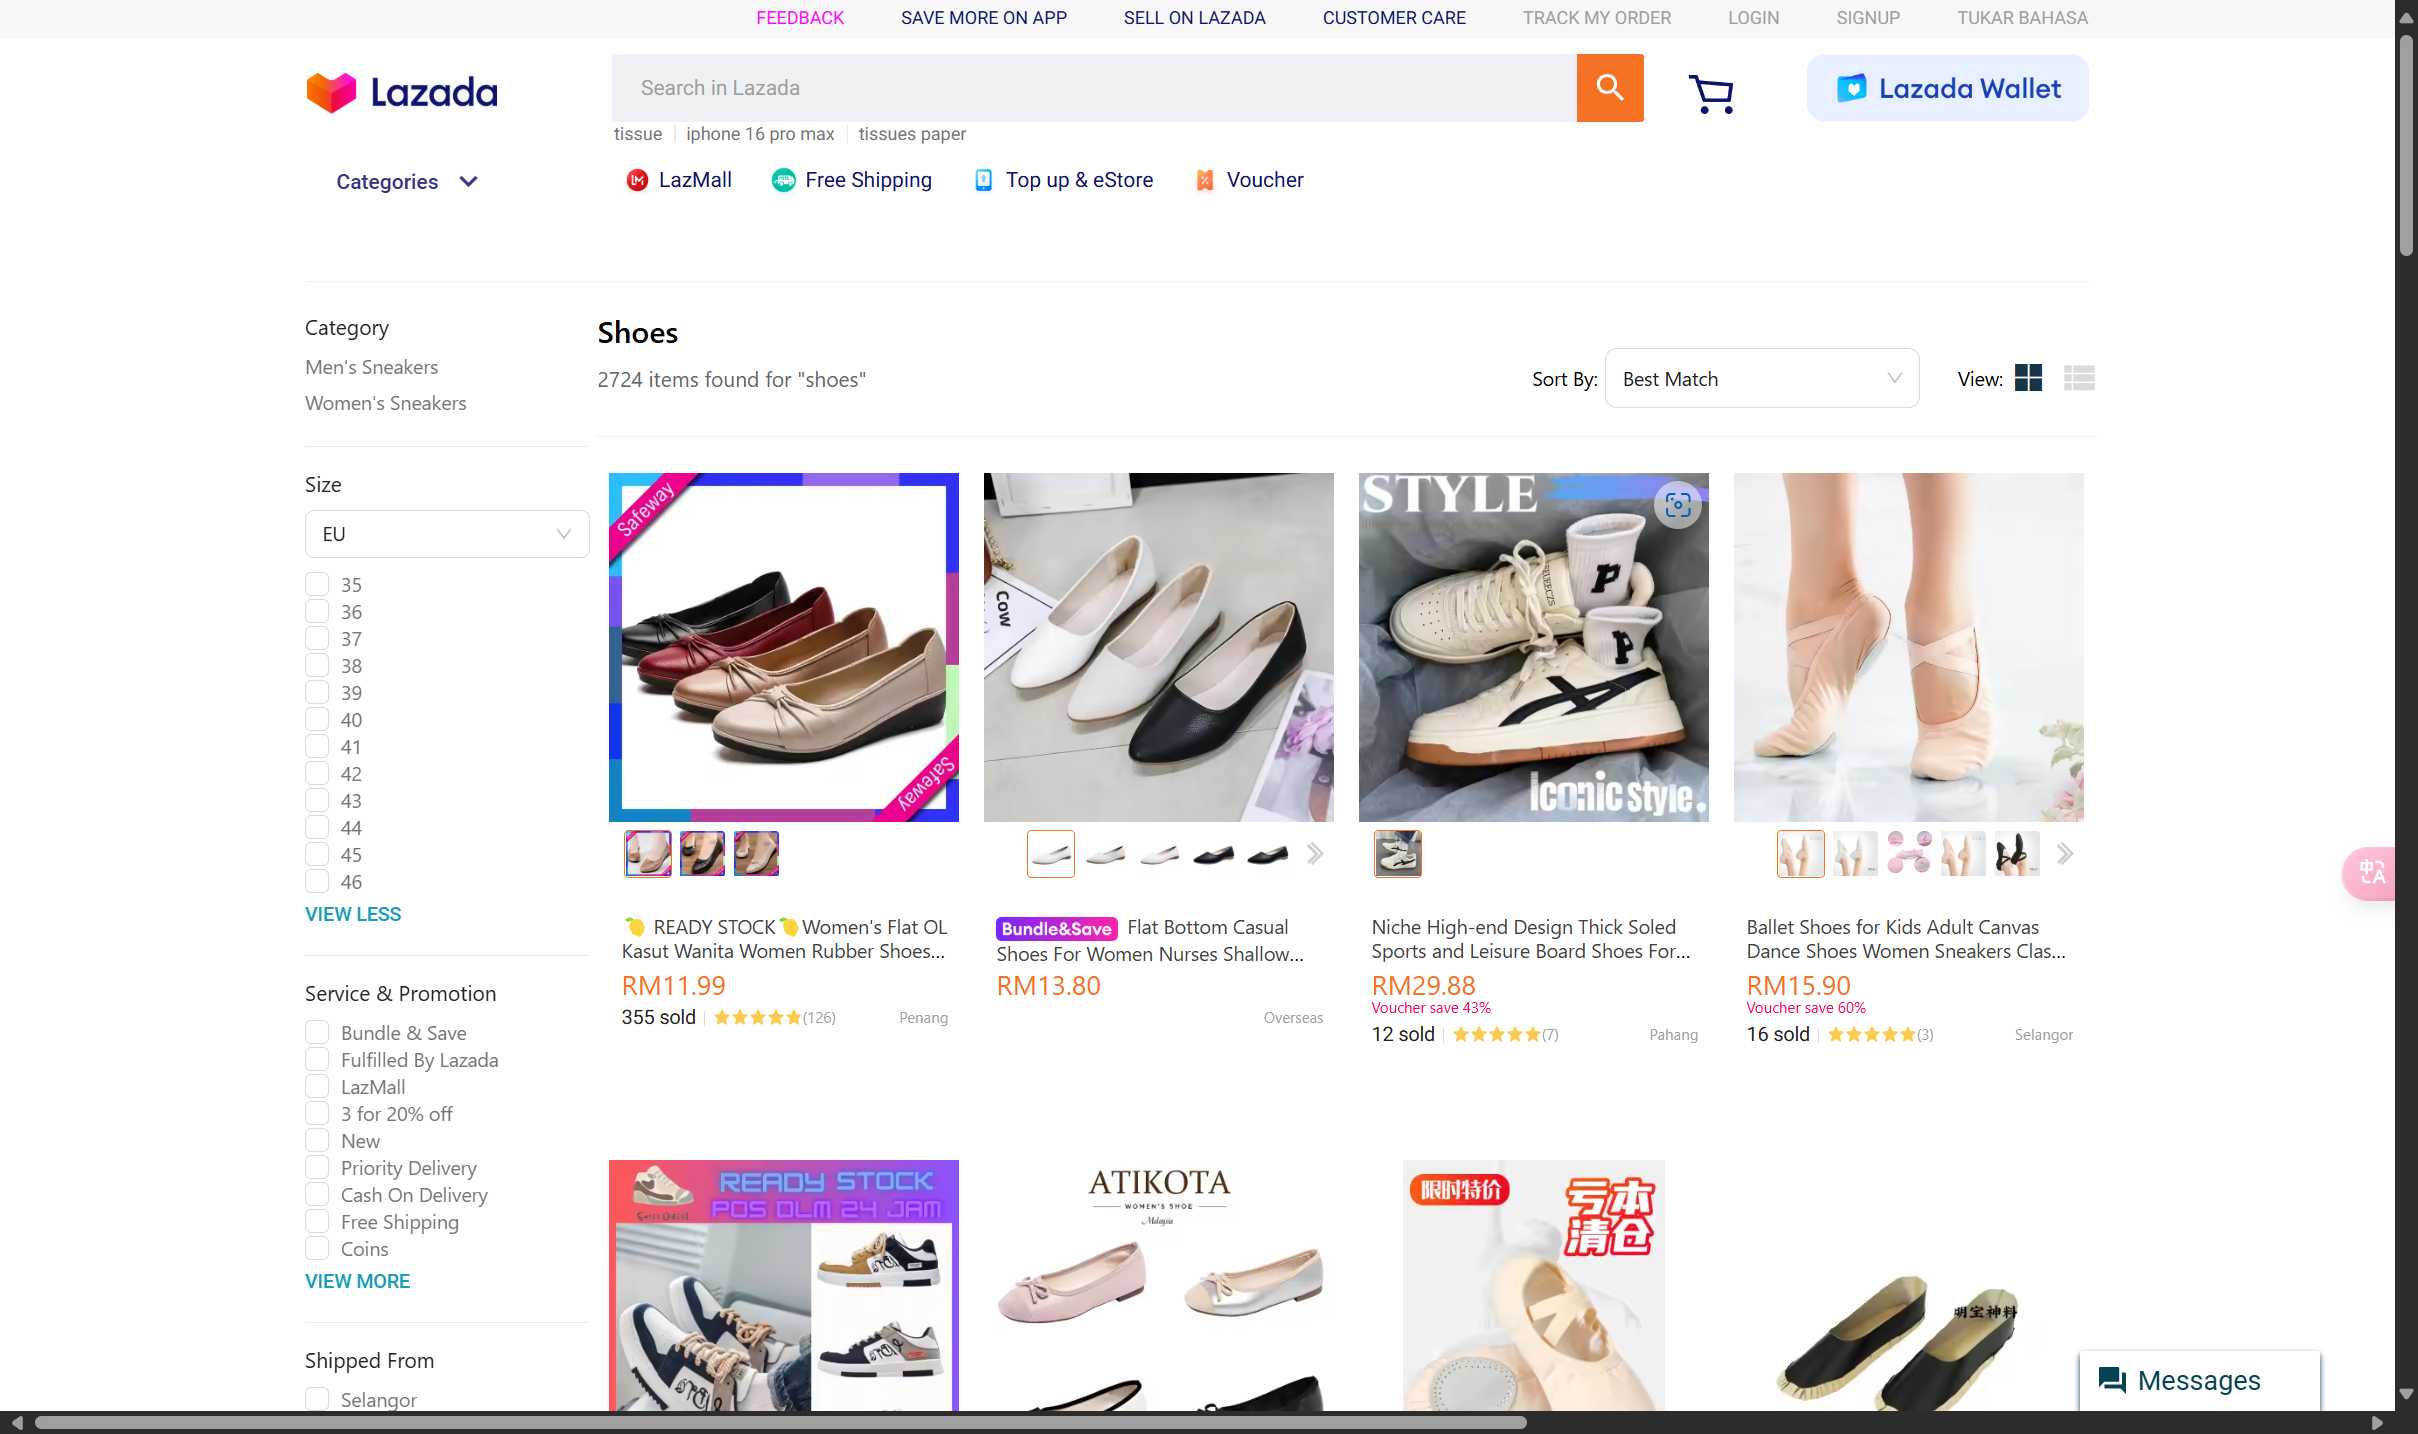 FEEDBACK
SAVE MORE ON APP
SELL ON LAZADA
CUSTOMER CARE
TRACK MY ORDER
LOGIN
SIGNUP
TUKAR BAHASA
Lazada
Search in Lazada
Lazada Wallet
tissue
iphone 16 pro max
tissues paper
Categories
LazMall
Free Shipping
Top up & eStore
Voucher
Category
Men's Sneakers
Women's Sneakers
Size
EU
35
36
37
38
39
40
41
42
43
44
45
46
VIEW LESS
Service & Promotion
Bundle & Save
Fulfilled By Lazada
LazMall
3 for 20% off
New
Priority Delivery
Cash On Delivery
Free Shipping
Coins
VIEW MORE
Shipped From
Selangor
Shoes
2724 items found for "shoes"
Sort By:
Best Match
View:
Safeway
Safeway
🍋 READY STOCK🍋Women's Flat OL
Kasut Wanita Women Rubber Shoes...
RM11.99
355 sold
(126)
Penang
Cow
Bundle&Save Flat Bottom Casual
Shoes For Women Nurses Shallow...
RM13.80
Overseas
STYLE
P
P
Iconic style.
Niche High-end Design Thick Soled
Sports and Leisure Board Shoes For...
RM29.88
Voucher save 43%
12 sold
(7)
Pahang
Ballet Shoes for Kids Adult Canvas
Dance Shoes Women Sneakers Clas...
RM15.90
Voucher save 60%
16 sold
(3)
Selangor
READY STOCK
POS DLM 24 JAM
ATIKOTA
WOMEN'S SHOE
Malaysia
限时特价
亏本
清仓
明宝神料
中A
Messages